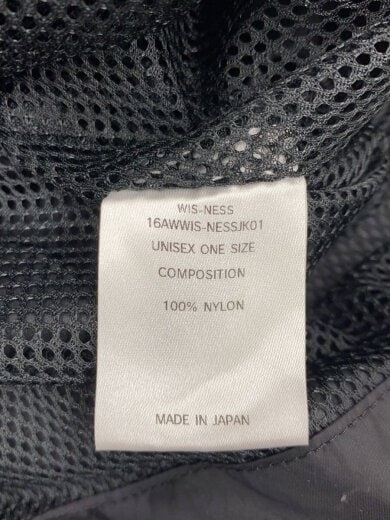 WIS-NESS
16AWWIS-NESSJK01
UNISEX ONE SIZE
COMPOSITION
100% NYLON
MADE IN JAPAN